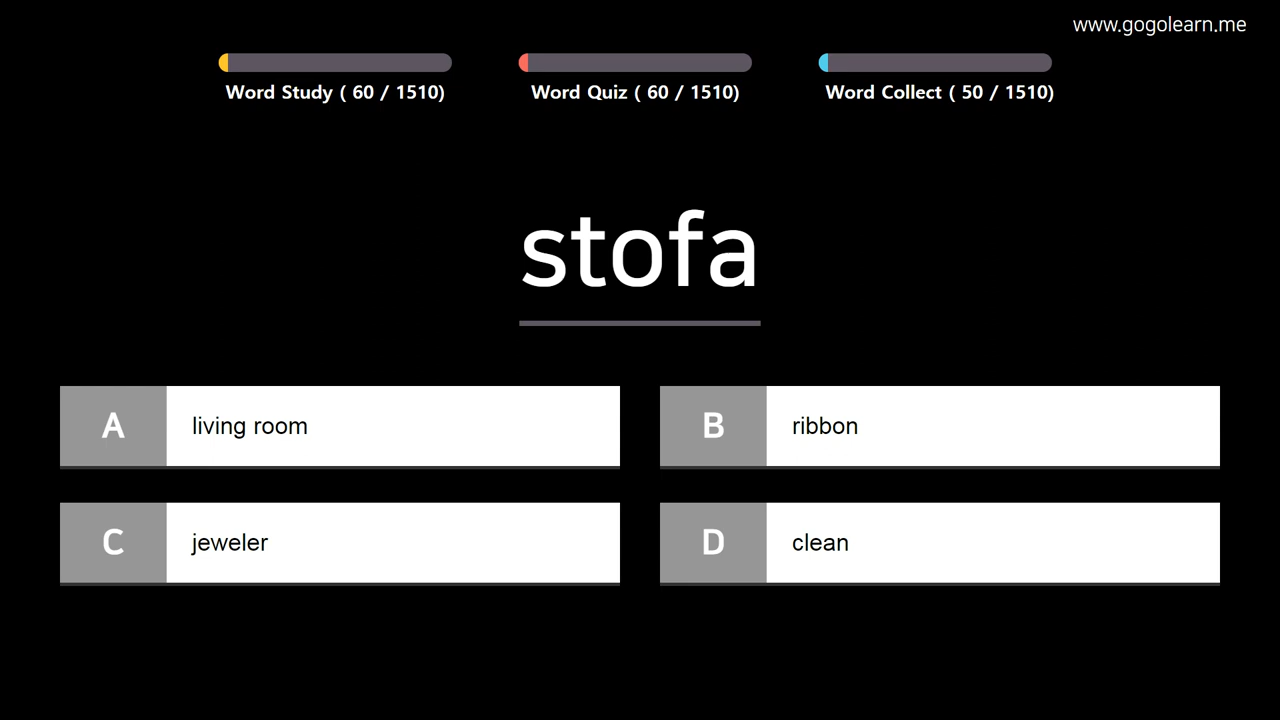 www.gogolearn.me
Word Study ( 60 / 1510)
Word Quiz ( 60 / 1510)
Word Collect ( 50 / 1510)
stofa
A
living room
B
ribbon
C
jeweler
D
clean